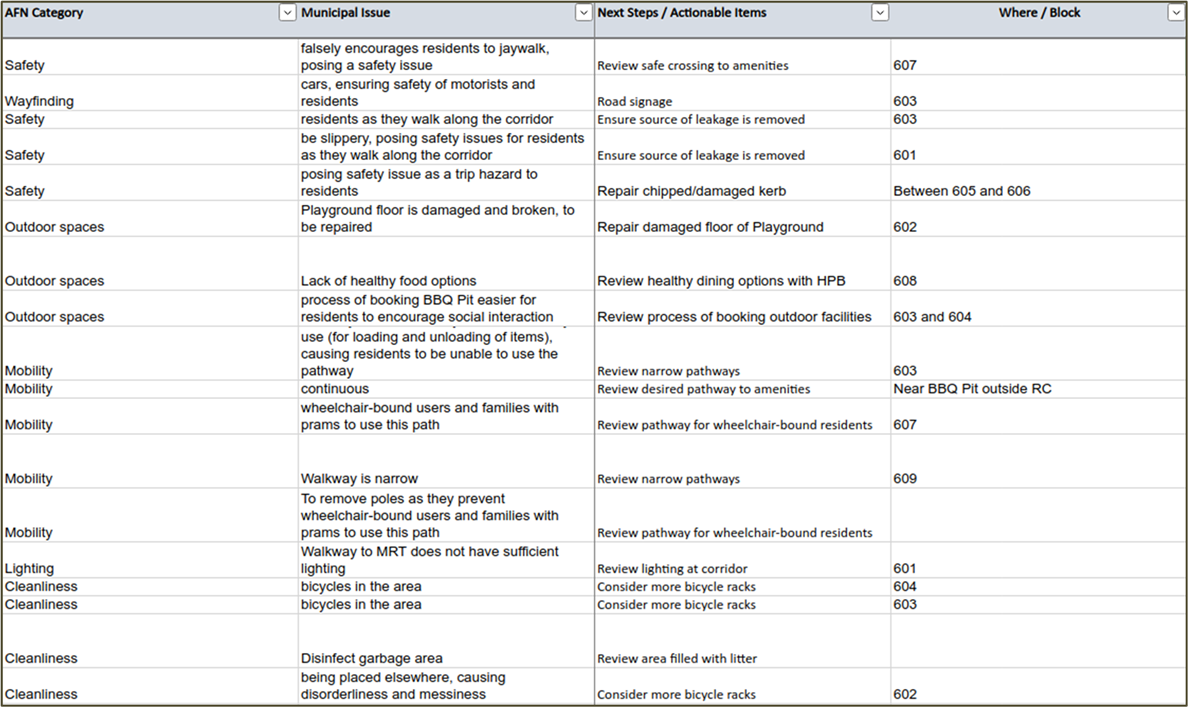 AFN Category Municipal Issue Next Steps / Actionable Items Where / Block
falsely encourages residents to jaywalk,
Safety posing a safety issue Review safe crossing to amenities 607
cars, ensuring safety of motorists and
Wayfinding residents Road signage 603
Safety residents as they walk along the corridor Ensure source of leakage is removed 603
be slippery, posing safety issues for residents
Safety as they walk along the corridor Ensure source of leakage is removed 601
posing safety issue as a trip hazard to
Safety residents Repair chipped/damaged kerb Between 605 and 606
Playground floor is damaged and broken, to
Outdoor spaces be repaired Repair damaged floor of Playground 602
Outdoor spaces Lack of healthy food options Review healthy dining options with HPB 608
process of booking BBQ Pit easier for
Outdoor spaces residents to encourage social interaction Review process of booking outdoor facilities 603 and 604
use (for loading and unloading of items),
causing residents to be unable to use the
Mobility pathway Review narrow pathways 603
Mobility continuous Review desired pathway to amenities Near BBQ Pit outside RC
wheelchair-bound users and families with
Mobility prams to use this path Review pathway for wheelchair-bound residents 607
Mobility Walkway is narrow Review narrow pathways 609
To remove poles as they prevent
wheelchair-bound users and families with
Mobility prams to use this path Review pathway for wheelchair-bound residents
Walkway to MRT does not have sufficient
Lighting lighting Review lighting at corridor 601
Cleanliness bicycles in the area Consider more bicycle racks 604
Cleanliness bicycles in the area Consider more bicycle racks 603
Cleanliness Disinfect garbage area Review area filled with litter
being placed elsewhere, causing
Cleanliness disorderliness and messiness Consider more bicycle racks 602